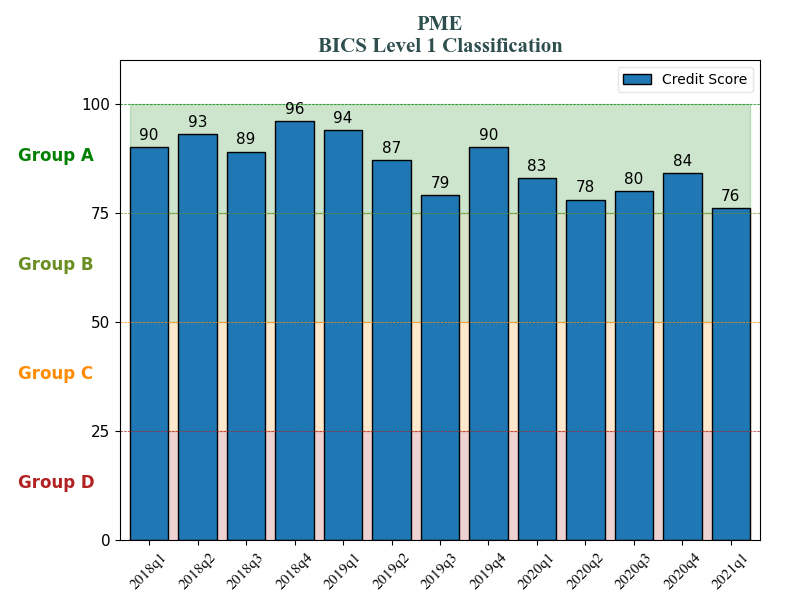 PME
BICS Level 1 Classification
Credit Score
100
75
50
25
0
Group A
Group B
Group C
Group D
90
93
89
96
94
87
79
90
83
78
80
84
76
2018q1
2018q2
2018q3
2018q4
2019q1
2019q2
2019q3
2019q4
2020q1
2020q2
2020q3
2020q4
2021q1